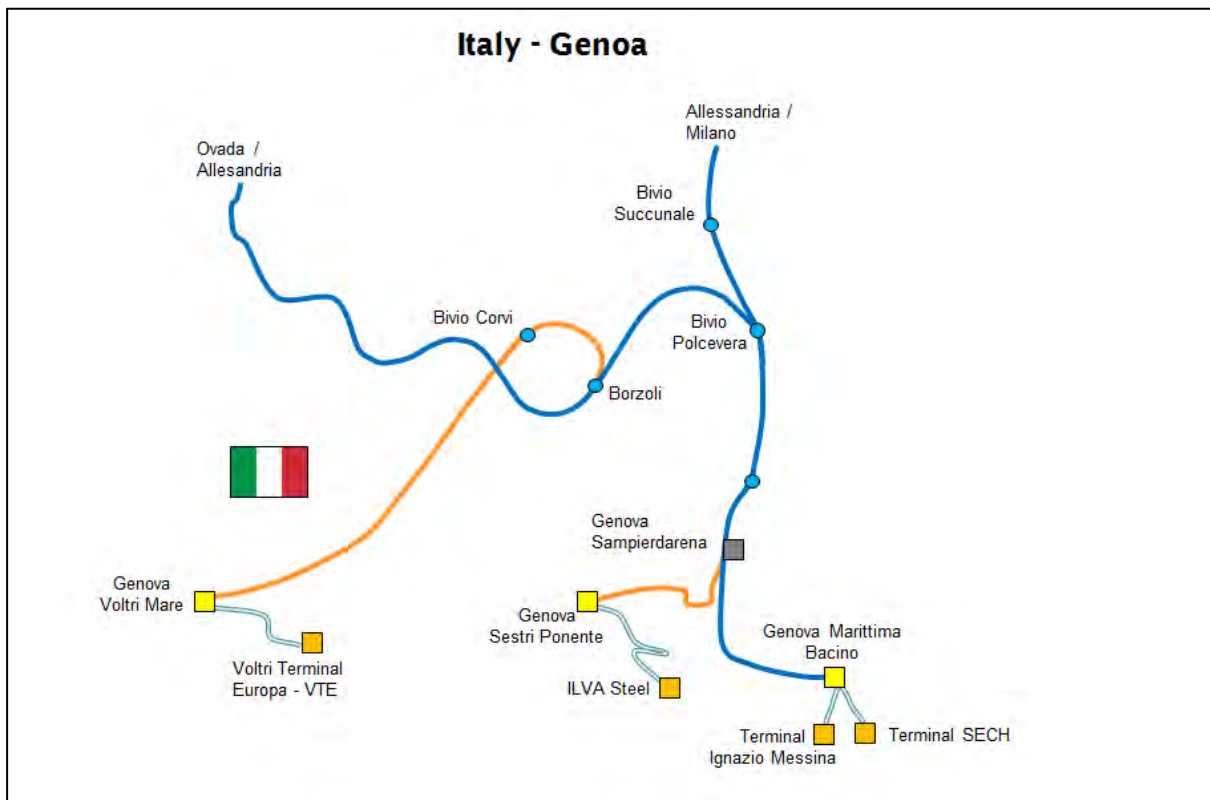 Italy - Genoa
Allessandria /
Milano
Ovada /
Allesandria
Bivio
Succunale
Bivio Corvi
Bivio
Polcevera
Borzoli
Genova
Sampierdarena
Genova
Voltri Mare
Genova
Sestri Ponente
Genova Marittima
Bacino
Voltri Terminal
Europa - VTE
ILVA Steel
Terminal
Ignazio Messina
Terminal SECH